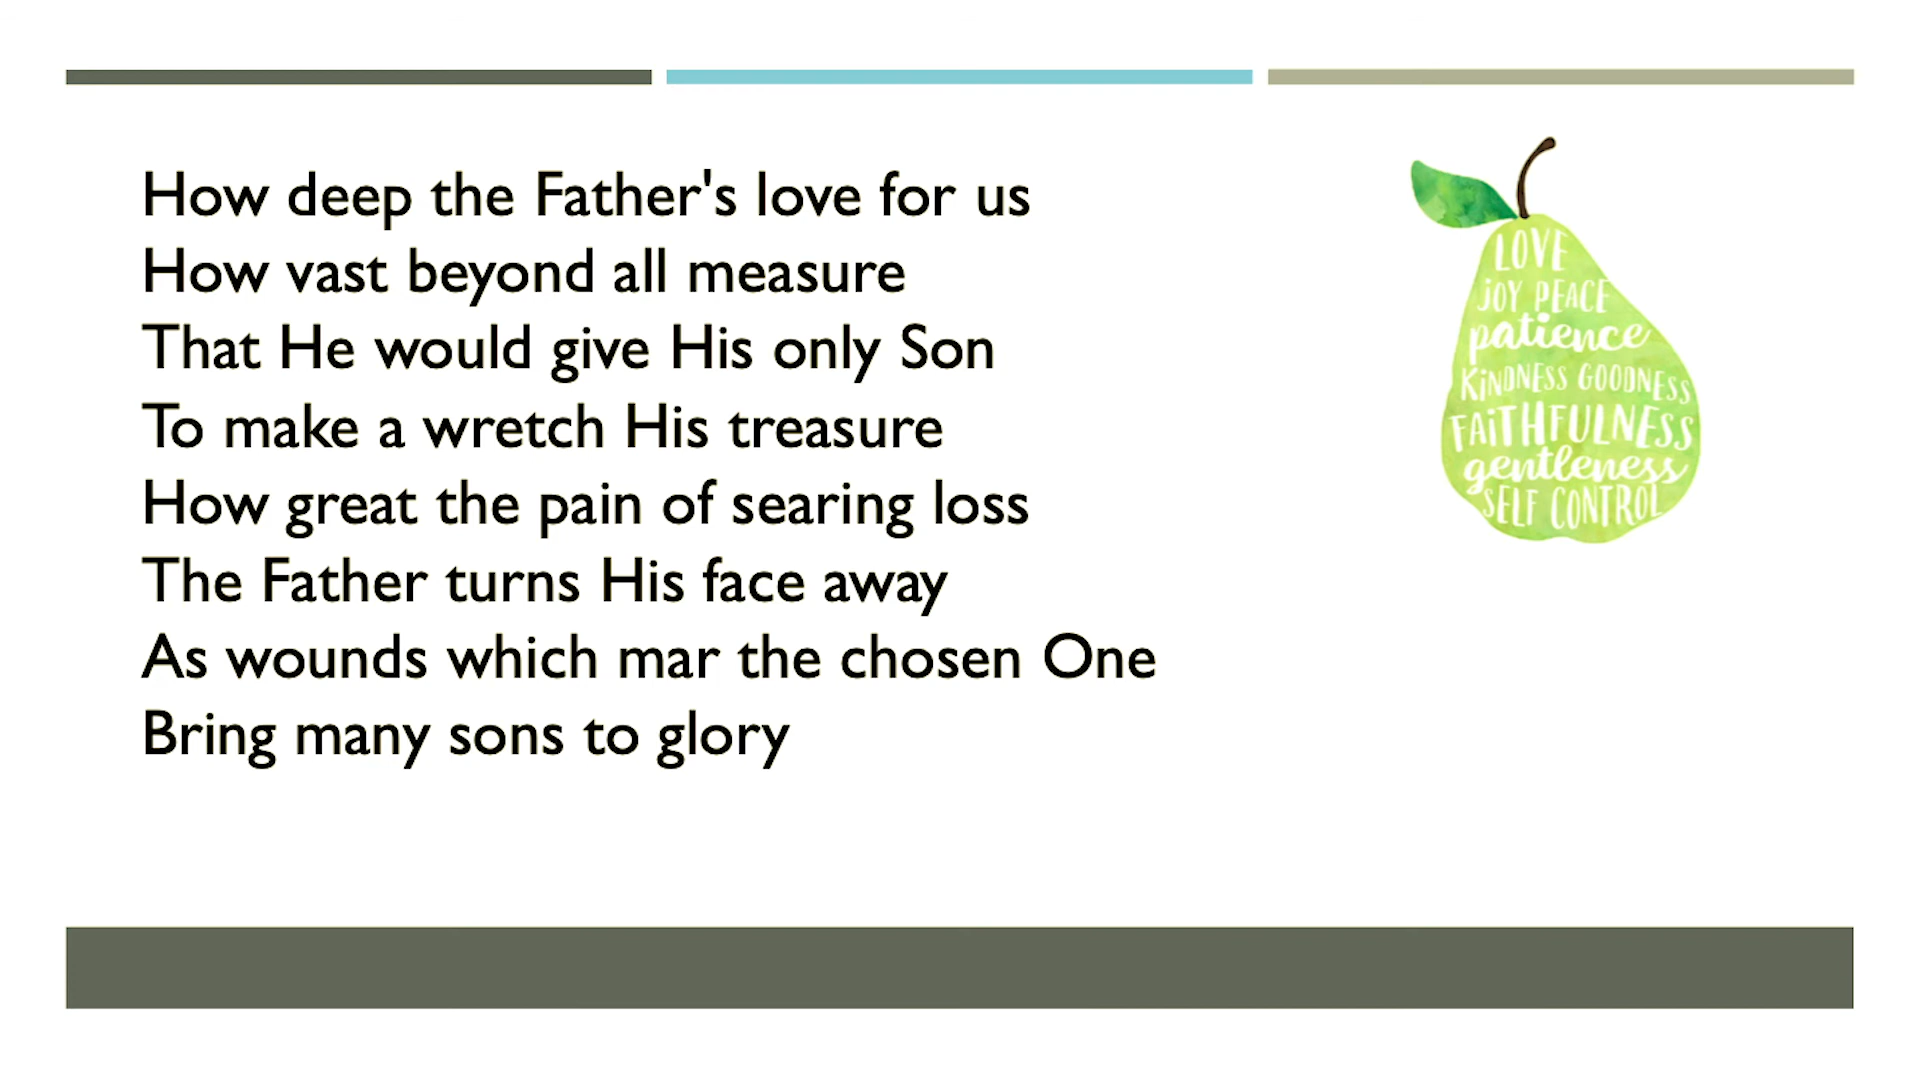 How deep the Father's love for us
How vast beyond all measure
That He would give His only Son
To make a wretch His treasure
How great the pain of searing loss
The Father turns His face away
As wounds which mar the chosen One
Bring many sons to glory
LOVE
JOY PEACE
patience
KINDNESS GOODNESS
FAITHFULNESS
gentleness
SELF CONTROL